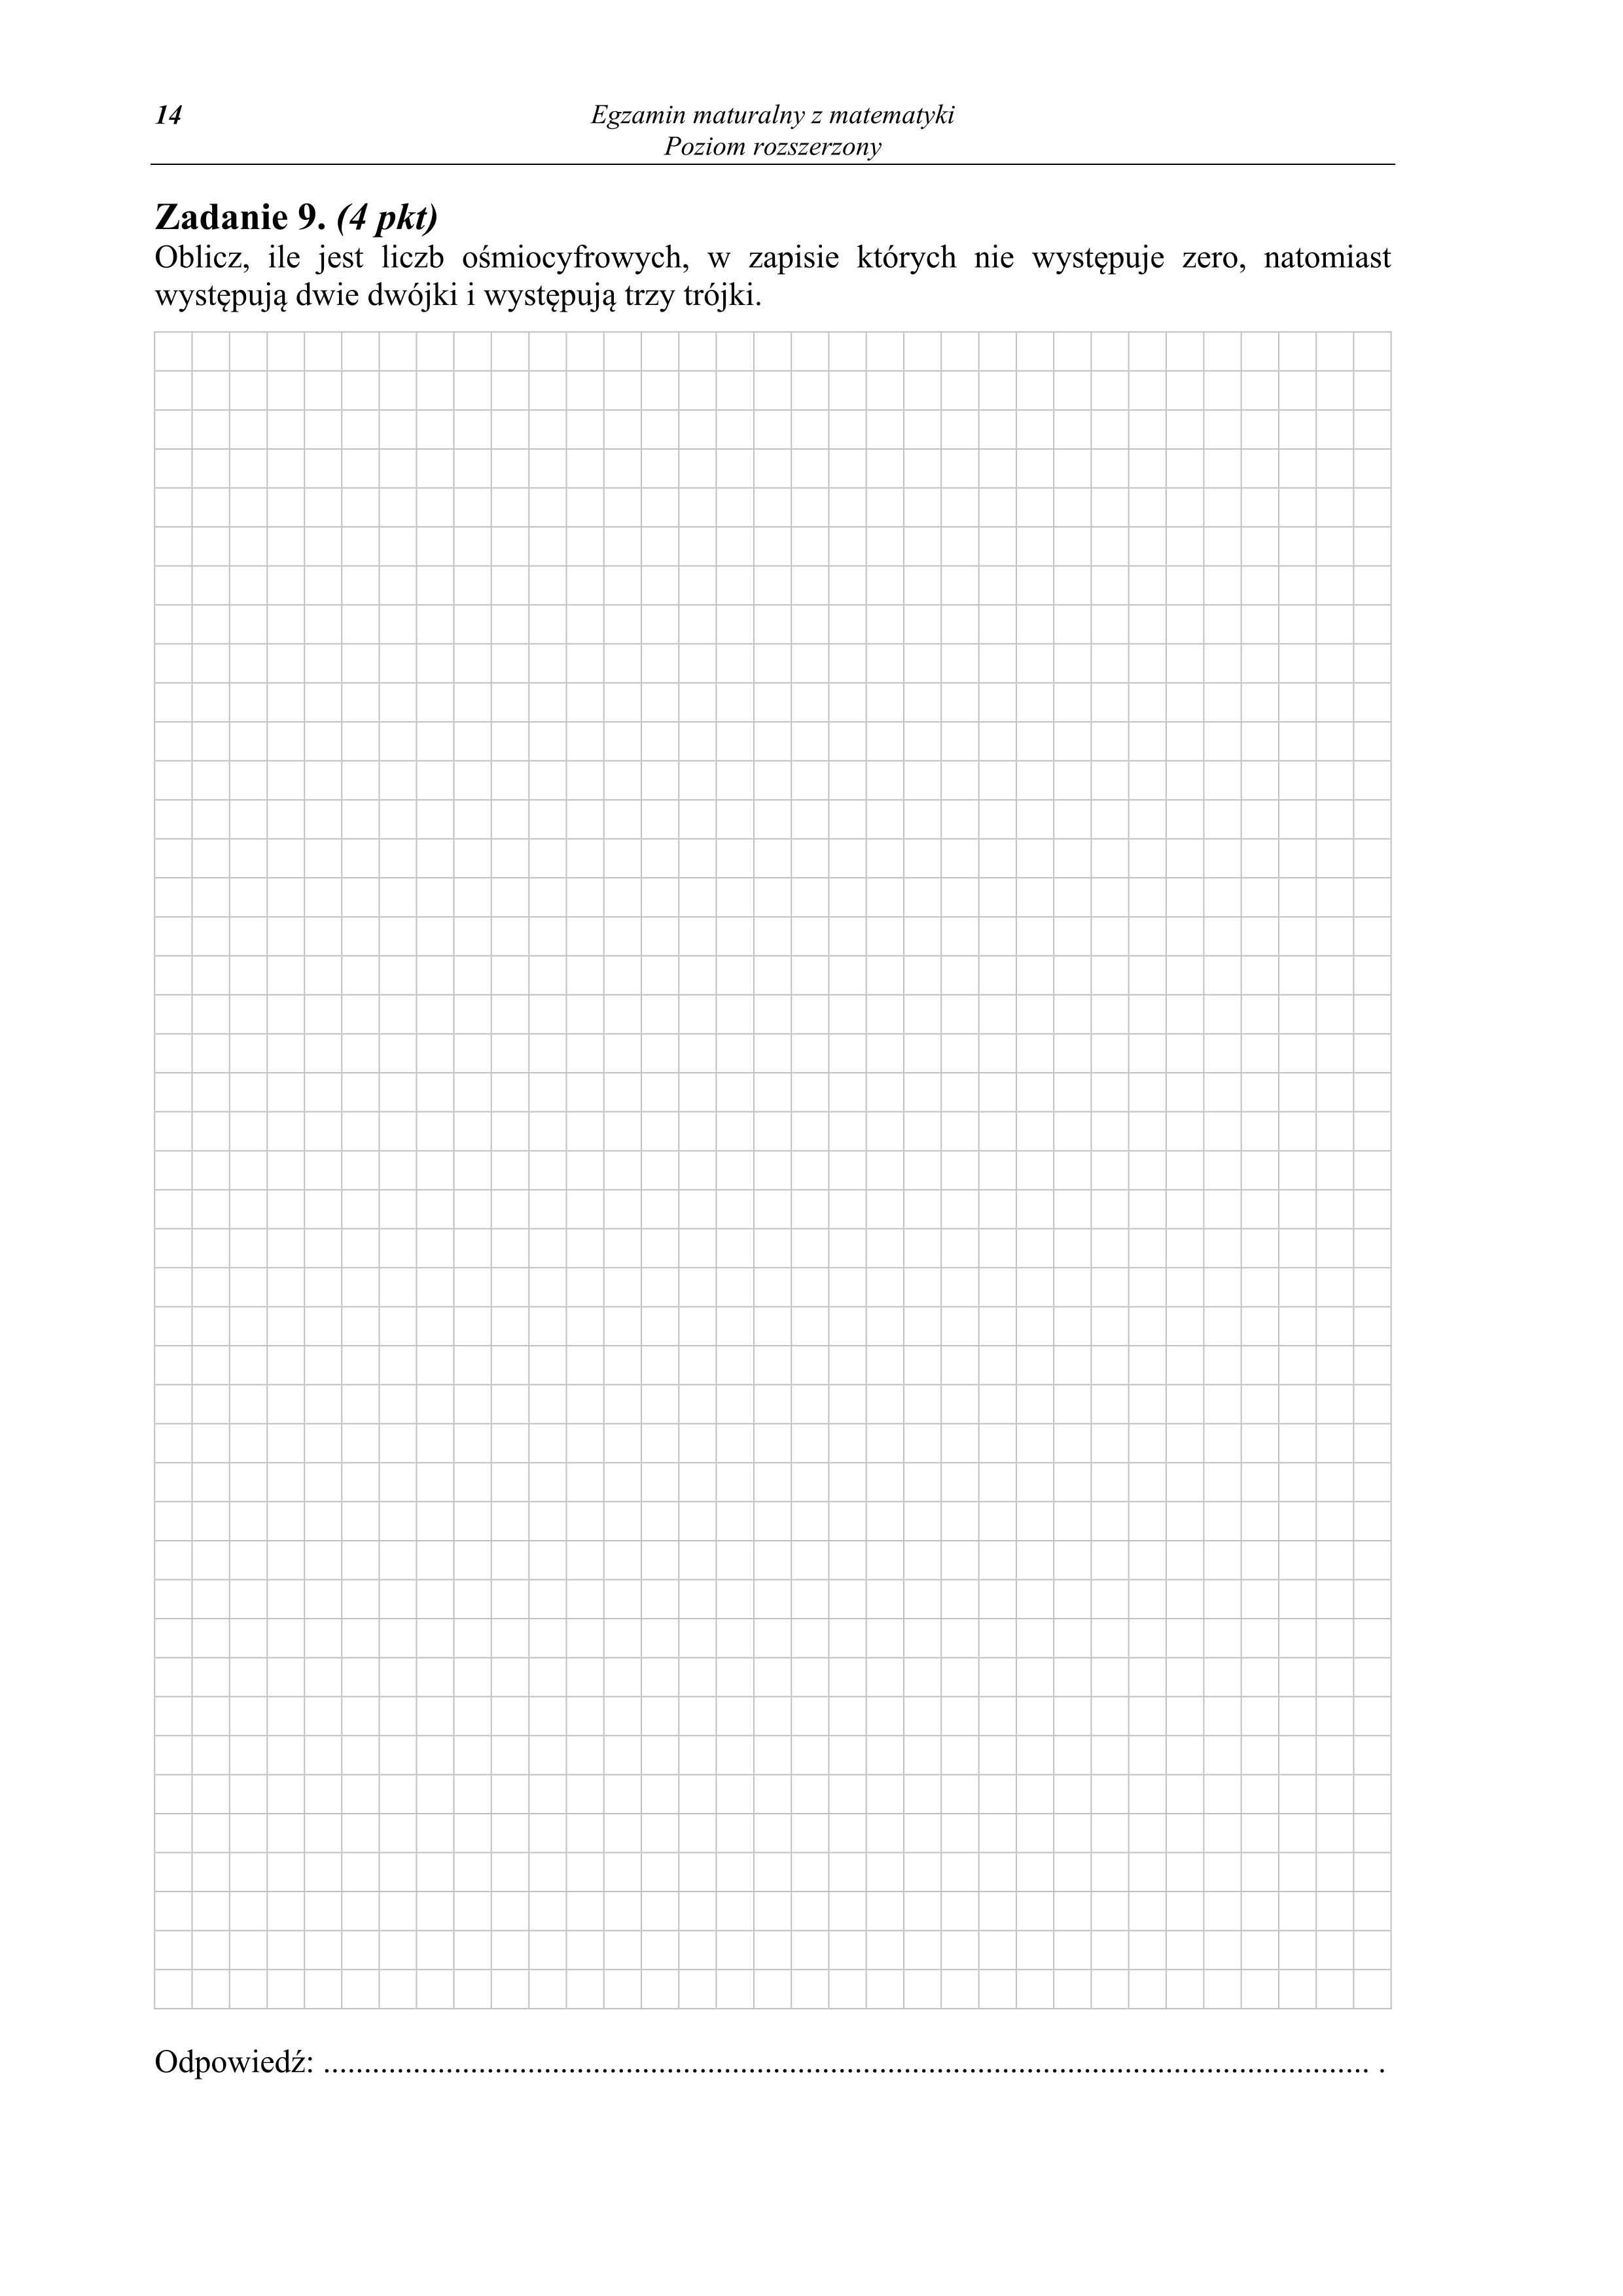 14
Egzamin maturalny z matematyki
Poziom rozszerzony
Zadanie 9. (4 pkt)
Oblicz, ile jest liczb ośmiocyfrowych, w zapisie których nie występuje zero, natomiast
występują dwie dwójki i występują trzy trójki.
Odpowiedź: ................................................................................................................................ .